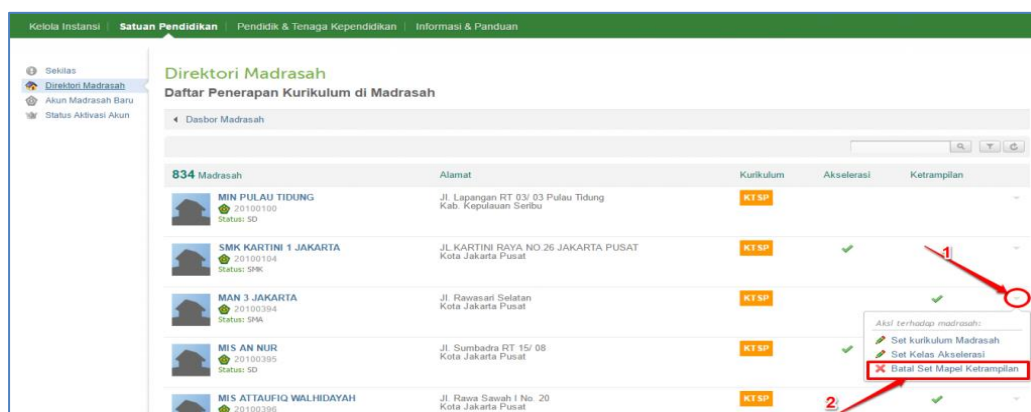 Kelola Instansi | Satuan Pendidikan | Pendidik & Tenaga Kependidikan | Informasi & Panduan
Sekilas
Direktori Madrasah
Akun Madrasah Baru
Status Aktivasi Akun
Direktori Madrasah
Daftar Penerapan Kurikulum di Madrasah
Dasbor Madrasah
834 Madrasah Alamat Kurikulum Akselerasi Ketrampilan
MIN PULAU TIDUNG
20100100
Status: SD
Jl. Lapangan RT 03/ 03 Pulau Tidung
Kab. Kepulauan Seribu
KTSP
SMK KARTINI 1 JAKARTA
20100104
Status: SMK
JL.KARTINI RAYA NO.26 JAKARTA PUSAT
Kota Jakarta Pusat
KTSP
1
MAN 3 JAKARTA
20100394
Status: SMA
Jl. Rawasari Selatan
Kota Jakarta Pusat
KTSP
Aksi terhadap madrasah:
Set kurikulum Madrasah
Set Kelas Akselerasi
Batal Set Mapel Ketrampilan
MIS AN NUR
20100395
Status: SD
Jl. Sumbadra RT 15/ 08
Kota Jakarta Pusat
KTSP
2
MIS ATTAUFIQ WALHIDAYAH
20100396
Jl. Rawa Sawah I No. 20
Kota Jakarta Pusat
KTSP